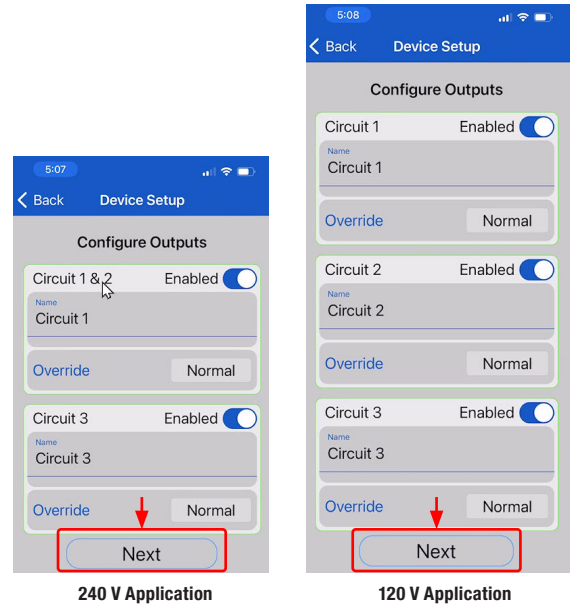 5:07
Back Device Setup
Configure Outputs
Circuit 1 & 2 Enabled
Name
Circuit 1
Override Normal
Circuit 3 Enabled
Name
Circuit 3
Override Normal
Next
240 V Application
5:08
Back Device Setup
Configure Outputs
Circuit 1 Enabled
Name
Circuit 1
Override Normal
Circuit 2 Enabled
Name
Circuit 2
Override Normal
Circuit 3 Enabled
Name
Circuit 3
Override Normal
Next
120 V Application